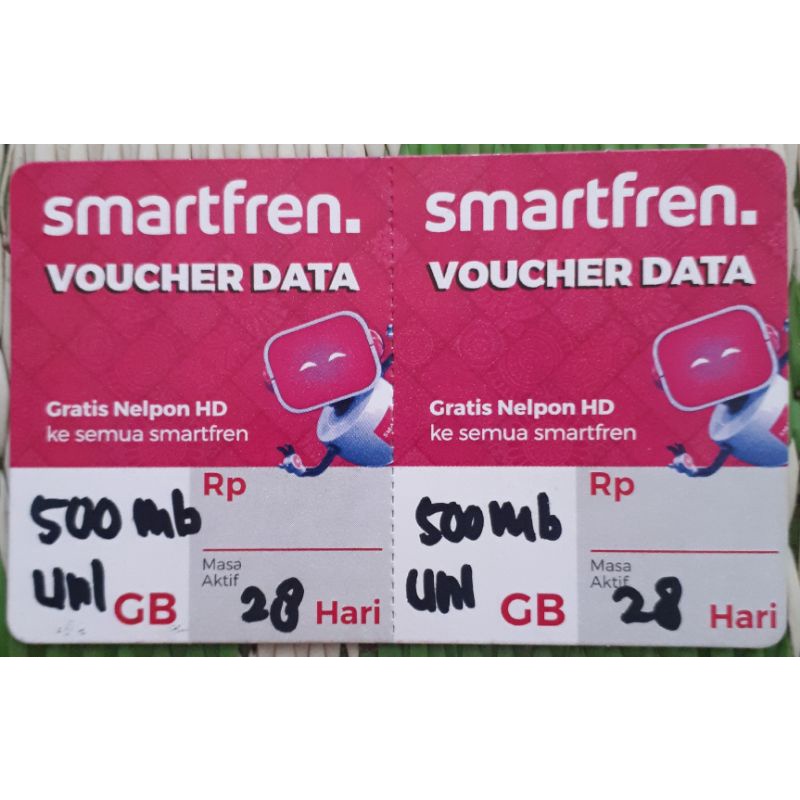 smartfren.
VOUCHER DATA
Gratis Nelpon HD
ke semua smartfren
500 mb
unl GB
Rp
Masa
Aktif 28 Hari
smartfren.
VOUCHER DATA
Gratis Nelpon HD
ke semua smartfren
500 mb
unl GB
Rp
Masa
Aktif 28 Hari